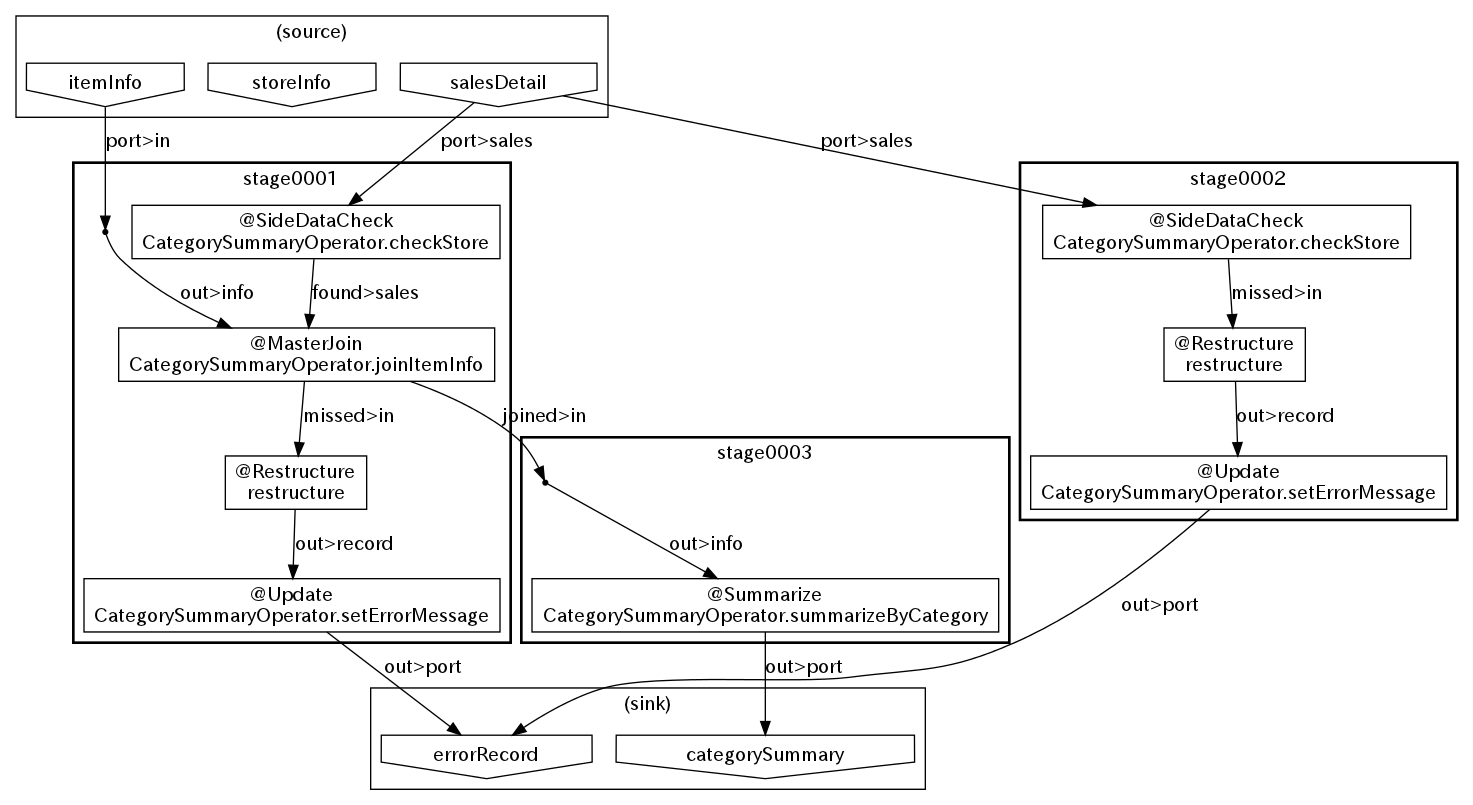 (source)
itemInfo
storeInfo
salesDetail
port>in
port>sales
port>sales
stage0001
@SideDataCheck
CategorySummaryOperator.checkStore
out>info
found>sales
@MasterJoin
CategorySummaryOperator.joinItemInfo
missed>in
joined>in
@Restructure
restructure
out>record
@Update
CategorySummaryOperator.setErrorMessage
stage0002
@SideDataCheck
CategorySummaryOperator.checkStore
missed>in
@Restructure
restructure
out>record
@Update
CategorySummaryOperator.setErrorMessage
stage0003
out>info
@Summarize
CategorySummaryOperator.summarizeByCategory
out>port
out>port
out>port
(sink)
errorRecord
categorySummary